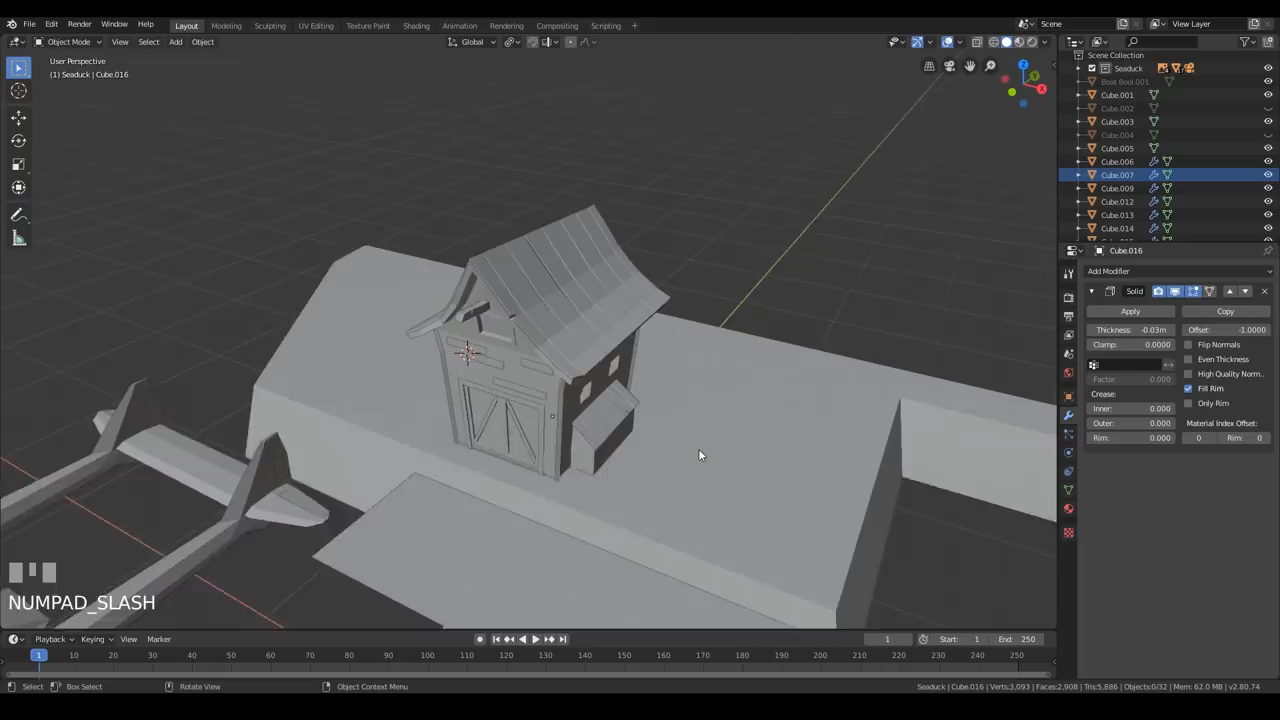 File Edit Render Window Help
Layout Modeling Sculpting UV Editing Texture Paint Shading Animation Rendering Compositing Scripting +
Scene
View Layer
Object Mode View Select Add Object
Global
User Perspective
(1) Seaduck | Cube.016
Scene Collection
Seaduck
Boat Bool.001
Cube.001
Cube.002
Cube.003
Cube.004
Cube.005
Cube.006
Cube.007
Cube.009
Cube.012
Cube.013
Cube.014
Cube.016
Add Modifier
Solid
Apply Copy
Thickness: -0.03m Offset: -1.0000
Clamp: 0.0000 Flip Normals
Even Thickness
High Quality Norm..
Factor: 0.000
Fill Rim
Crease:
Only Rim
Inner: 0.000
Outer: 0.000 Material Index Offset:
Rim: 0.000 0 Rim: 0
NUMPAD_SLASH
Playback Keying View Marker
1 Start: 1 End: 250
1 10 20 30 40 50 60 70 80 90 100 110 120 130 140 150 160 170 180 190 200 210 220 230 240 250
Select Box Select Rotate View Object Context Menu
Seaduck | Cube.016 | Verts:3,093 | Faces:2,908 | Tris:5,886 | Objects:0/32 | Mem: 62.0 MB | v2.80.74